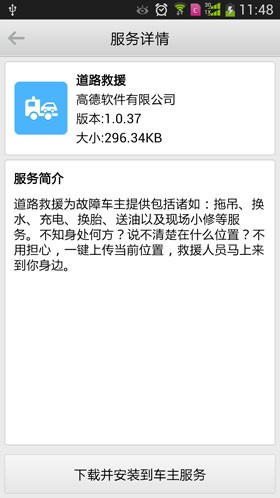 11:48
服务详情
道路救援
高德软件有限公司
版本:1.0.37
大小:296.34KB
服务简介
道路救援为故障车主提供包括诸如：拖吊、换
水、充电、换胎、送油以及现场小修等服
务。不知身处何方？说不清楚在什么位置？不
用担心，一键上传当前位置，救援人员马上来
到你身边。
下载并安装到车主服务